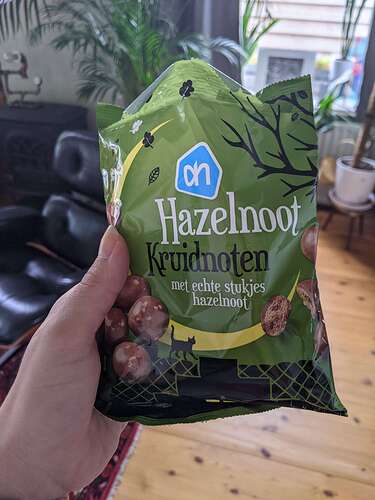 ah
Hazelnoot
Kruidnoten
met echte stukjes
hazelnoot